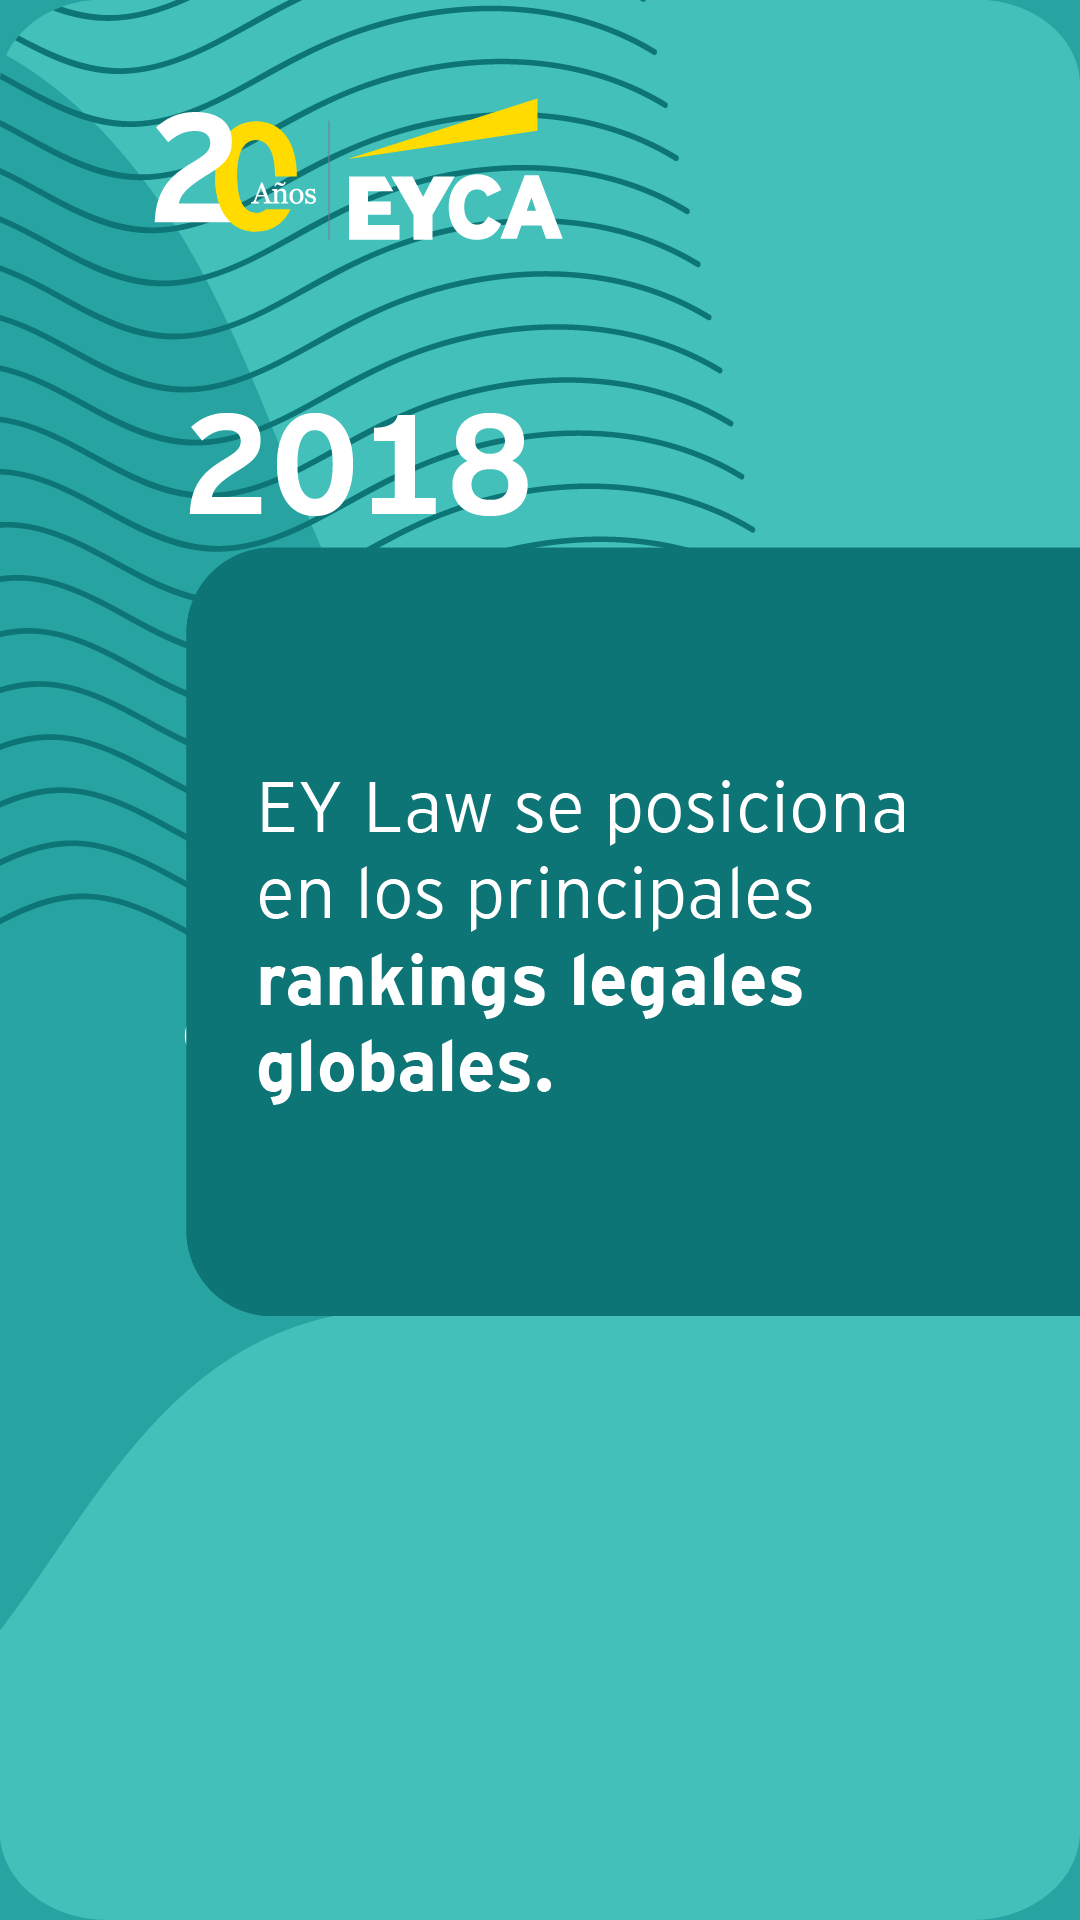 20 Años
EYCA
2018
EY Law se posiciona
en los principales
rankings legales
globales.